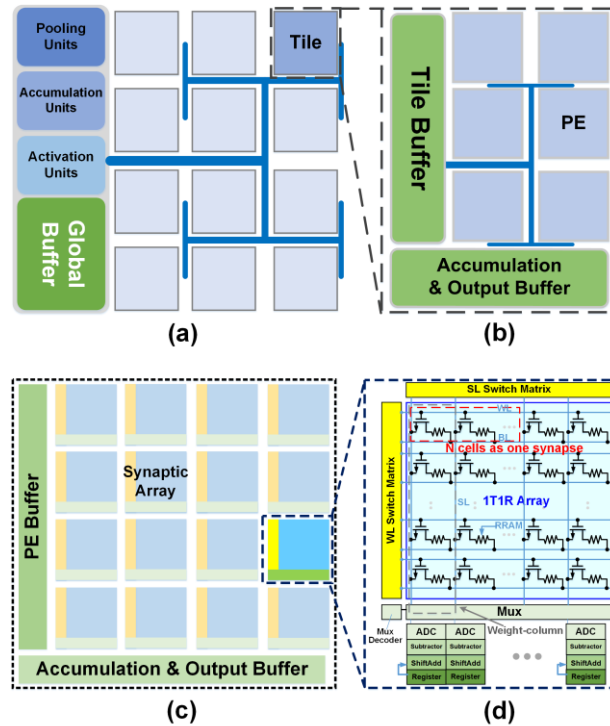 Pooling
Units
Accumulation
Units
Activation
Units
Global
Buffer
Tile
(a)
Tile Buffer
PE
Accumulation
& Output Buffer
(b)
PE Buffer
Synaptic
Array
Accumulation & Output Buffer
(c)
SL Switch Matrix
WL Switch Matrix
WL
BL
N cells as one synapse
SL
1T1R Array
RRAM
Mux
Mux
Decoder
Weight-column
ADC
ADC
ADC
Subtractor
Subtractor
Subtractor
ShiftAdd
ShiftAdd
ShiftAdd
Register
Register
Register
(d)